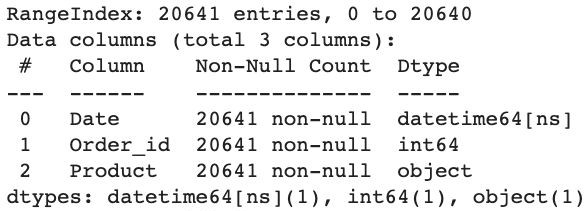 RangeIndex: 20641 entries, 0 to 20640
Data columns (total 3 columns):
 #   Column    Non-Null Count  Dtype
---  ------    --------------  -----
 0   Date      20641 non-null  datetime64[ns]
 1   Order_id  20641 non-null  int64
 2   Product   20641 non-null  object
dtypes: datetime64[ns](1), int64(1), object(1)